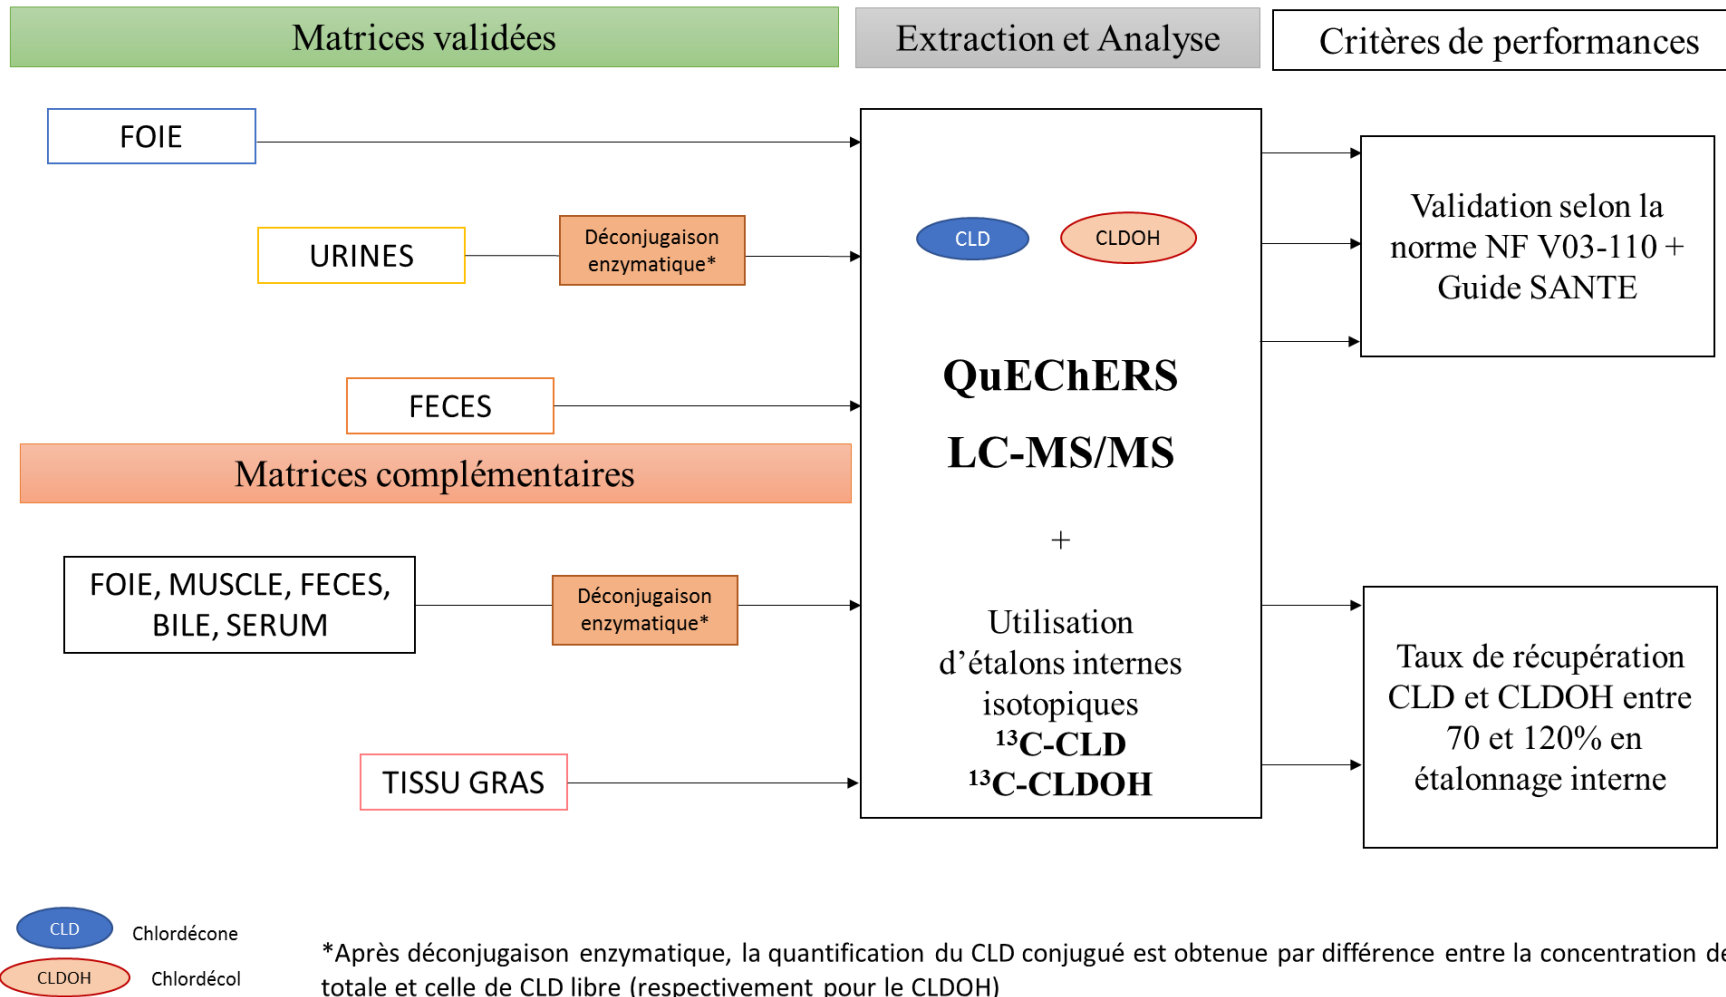 Matrices validées
Extraction et Analyse
Critères de performances
FOIE
URINES
Déconjugaison
enzymatique*
FECES
CLD
CLDOH
QuEChERS
LC-MS/MS
+
Utilisation
d'étalons internes
isotopiques
¹³C-CLD
¹³C-CLDOH
Validation selon la
norme NF V03-110 +
Guide SANTE
Matrices complémentaires
FOIE, MUSCLE, FECES,
BILE, SERUM
Déconjugaison
enzymatique*
TISSU GRAS
Taux de récupération
CLD et CLDOH entre
70 et 120% en
étalonnage interne
CLD
Chlordécone
CLDOH
Chlordécol
*Après déconjugaison enzymatique, la quantification du CLD conjugué est obtenue par différence entre la concentration de
totale et celle de CLD libre (respectivement pour le CLDOH)